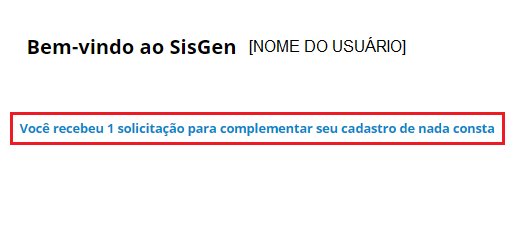 Bem-vindo ao SisGen [NOME DO USUÁRIO]
Você recebeu 1 solicitação para complementar seu cadastro de nada consta